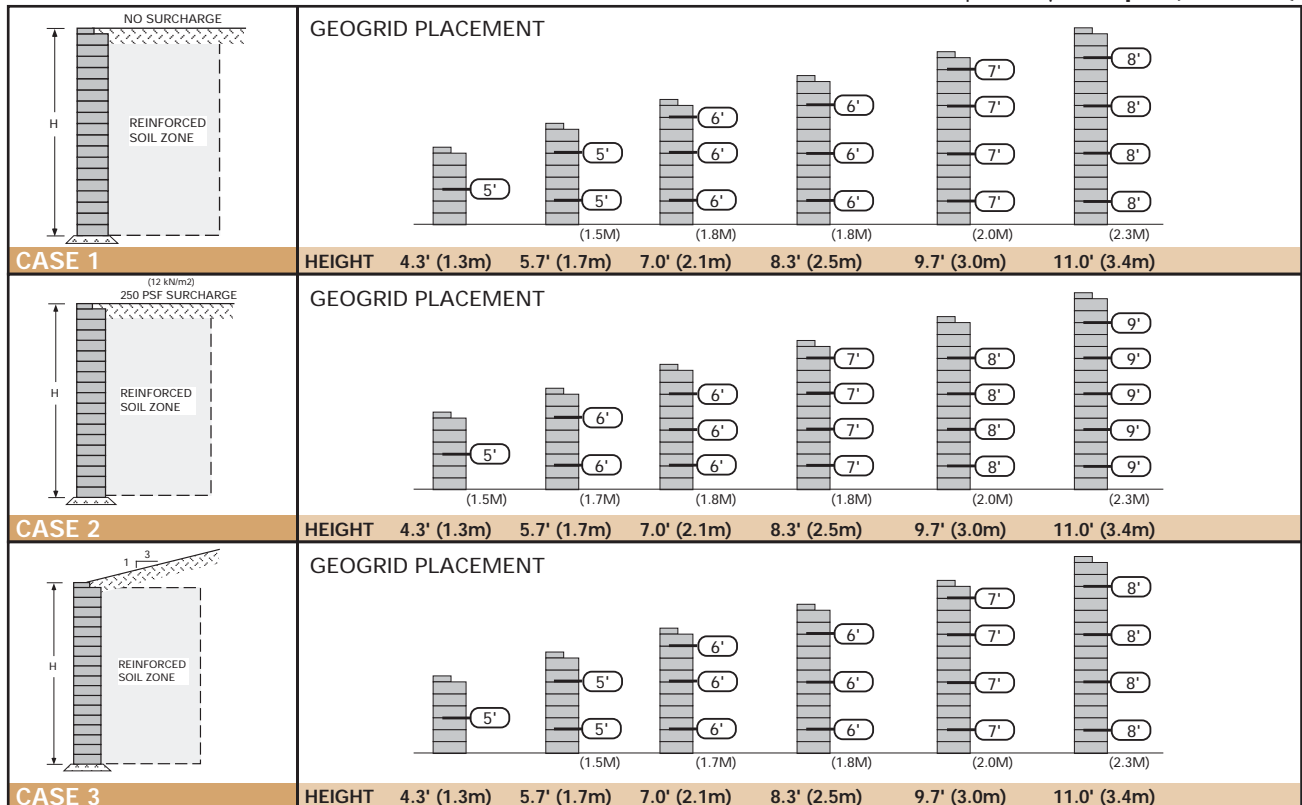 NO SURCHARGE
H
REINFORCED
SOIL ZONE
CASE 1
GEOGRID PLACEMENT
5'
5'
5'
6'
6'
6'
6'
6'
6'
7'
7'
7'
7'
8'
8'
8'
8'
(1.5M) (1.8M) (1.8M) (2.0M) (2.3M)
HEIGHT 4.3' (1.3m) 5.7' (1.7m) 7.0' (2.1m) 8.3' (2.5m) 9.7' (3.0m) 11.0' (3.4m)
(12 kN/m2)
250 PSF SURCHARGE
H
REINFORCED
SOIL ZONE
CASE 2
GEOGRID PLACEMENT
5'
6'
6'
6'
6'
6'
7'
7'
7'
7'
8'
8'
8'
8'
9'
9'
9'
9'
9'
(1.5M) (1.7M) (1.8M) (1.8M) (2.0M) (2.3M)
HEIGHT 4.3' (1.3m) 5.7' (1.7m) 7.0' (2.1m) 8.3' (2.5m) 9.7' (3.0m) 11.0' (3.4m)
1 3
H
REINFORCED
SOIL ZONE
CASE 3
GEOGRID PLACEMENT
5'
5'
5'
6'
6'
6'
6'
6'
6'
7'
7'
7'
7'
8'
8'
8'
8'
(1.5M) (1.7M) (1.8M) (2.0M) (2.3M)
HEIGHT 4.3' (1.3m) 5.7' (1.7m) 7.0' (2.1m) 8.3' (2.5m) 9.7' (3.0m) 11.0' (3.4m)